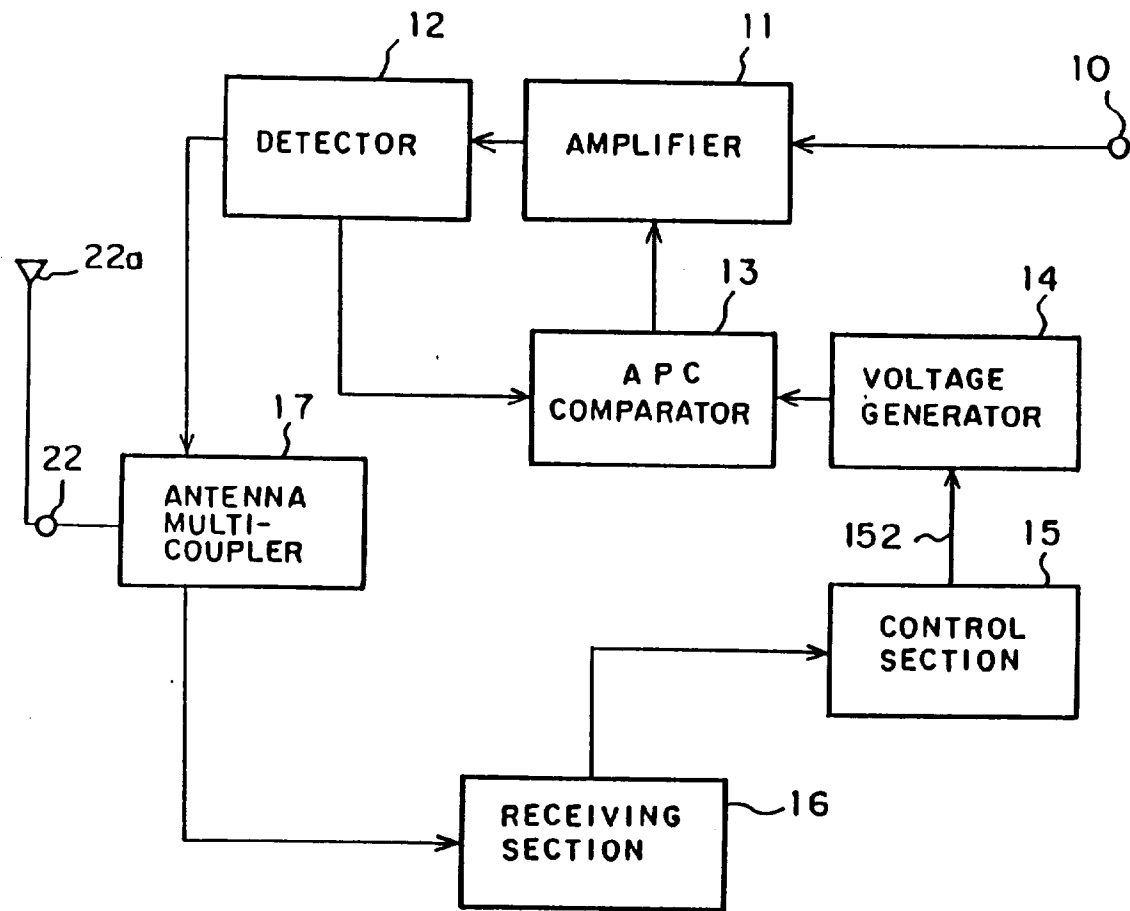 12
11
10
DETECTOR
AMPLIFIER
22a
13
14
A P C
COMPARATOR
VOLTAGE
GENERATOR
17
22
ANTENNA
MULTI-
COUPLER
152
15
CONTROL
SECTION
RECEIVING
SECTION
16